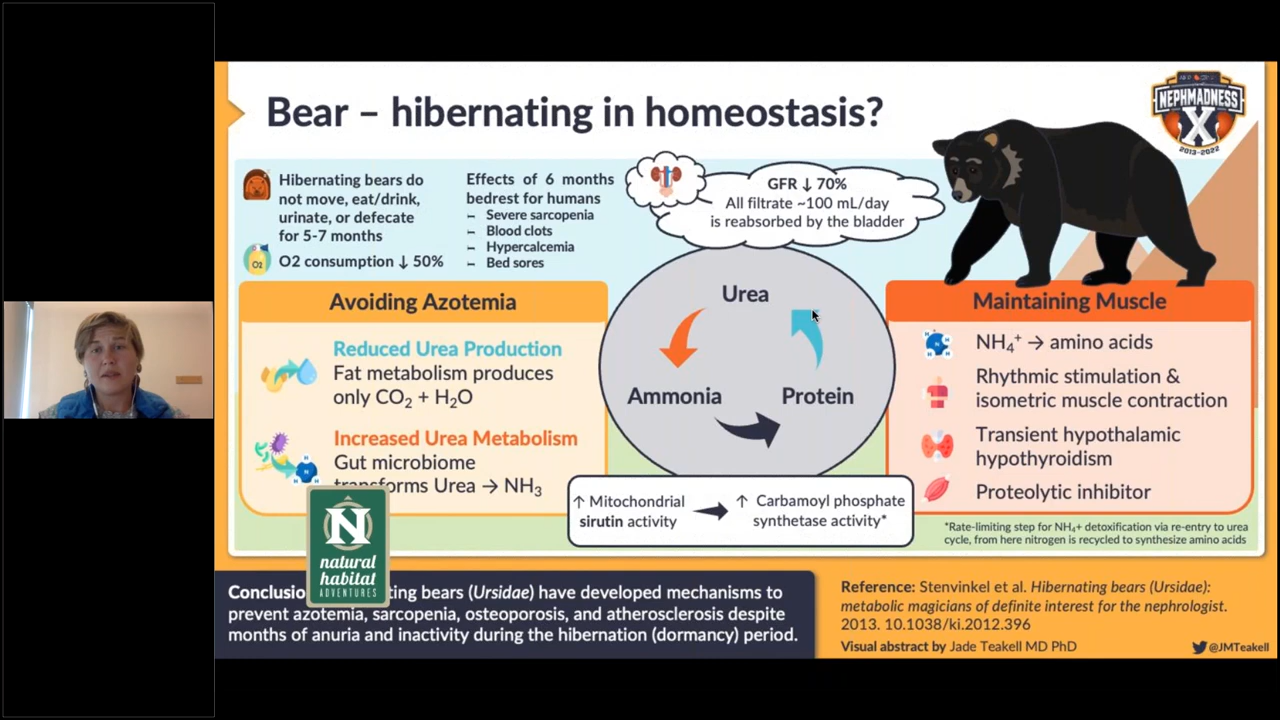 Bear – hibernating in homeostasis?
NEPHMADNESS
X
2013-2022
Hibernating bears do
not move, eat/drink,
urinate, or defecate
for 5-7 months
O2
O2 consumption ↓ 50%
Effects of 6 months
bedrest for humans
– Severe sarcopenia
– Blood clots
– Hypercalcemia
– Bed sores
GFR ↓ 70%
All filtrate ~100 mL/day
is reabsorbed by the bladder
Avoiding Azotemia
Reduced Urea Production
Fat metabolism produces
only CO₂ + H₂O
Increased Urea Metabolism
Gut microbiome
transforms Urea → NH₃
Urea
Ammonia
Protein
↑ Mitochondrial
sirutin activity
↑ Carbamoyl phosphate
synthetase activity*
Maintaining Muscle
NH₄⁺ → amino acids
Rhythmic stimulation &
isometric muscle contraction
Transient hypothalamic
hypothyroidism
Proteolytic inhibitor
*Rate-limiting step for NH₄+ detoxification via re-entry to urea
cycle, from here nitrogen is recycled to synthesize amino acids
N
natural
habitat
ADVENTURES
Conclusio ting bears (Ursidae) have developed mechanisms to
prevent azotemia, sarcopenia, osteoporosis, and atherosclerosis despite
months of anuria and inactivity during the hibernation (dormancy) period.
Reference: Stenvinkel et al. Hibernating bears (Ursidae):
metabolic magicians of definite interest for the nephrologist.
2013. 10.1038/ki.2012.396
Visual abstract by Jade Teakell MD PhD
@JMTeakell